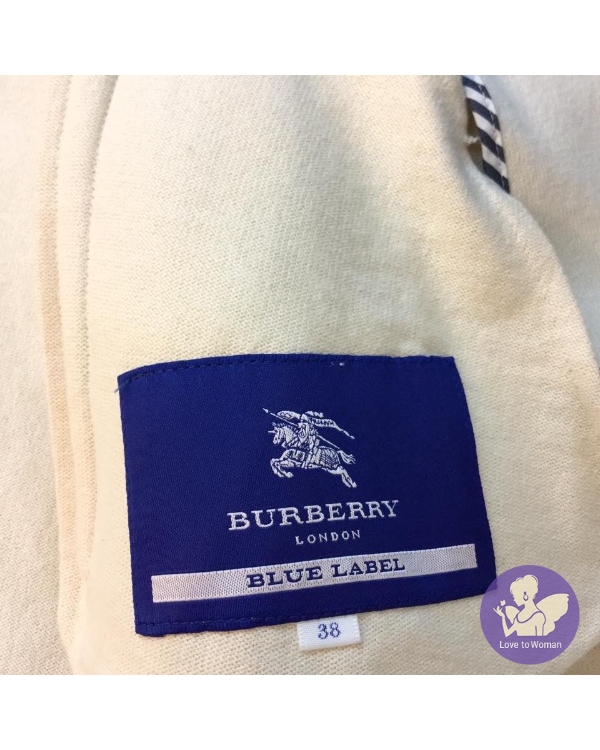 BURBERRY
LONDON
BLUE LABEL
38
Love to Woman